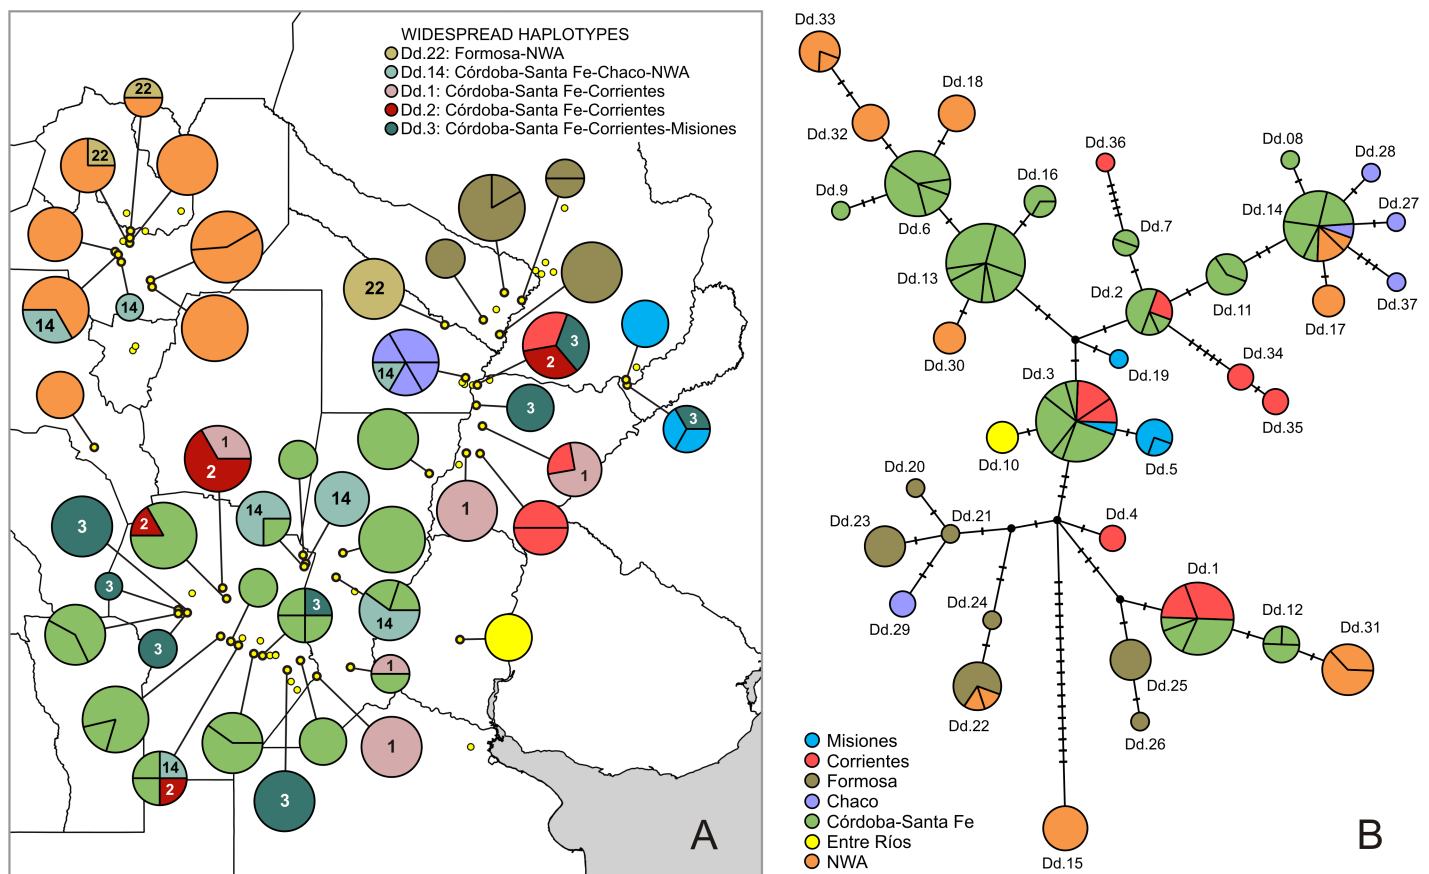 WIDESPREAD HAPLOTYPES
Dd.22: Formosa-NWA
Dd.14: Córdoba-Santa Fe-Chaco-NWA
Dd.1: Córdoba-Santa Fe-Corrientes
Dd.2: Córdoba-Santa Fe-Corrientes
Dd.3: Córdoba-Santa Fe-Corrientes-Misiones
22
22
14
14
22
14
3
2
3
3
1
1
2
14
14
1
3
2
3
3
3
14
1
14
2
1
3
A
Dd.33
Dd.18
Dd.32
Dd.9
Dd.6
Dd.16
Dd.13
Dd.30
Dd.36
Dd.7
Dd.2
Dd.11
Dd.08
Dd.28
Dd.14
Dd.27
Dd.37
Dd.17
Dd.19
Dd.34
Dd.35
Dd.3
Dd.10
Dd.5
Dd.20
Dd.23
Dd.21
Dd.4
Dd.29
Dd.24
Dd.22
Dd.1
Dd.12
Dd.31
Dd.25
Dd.26
Dd.15
Misiones
Corrientes
Formosa
Chaco
Córdoba-Santa Fe
Entre Ríos
NWA
B